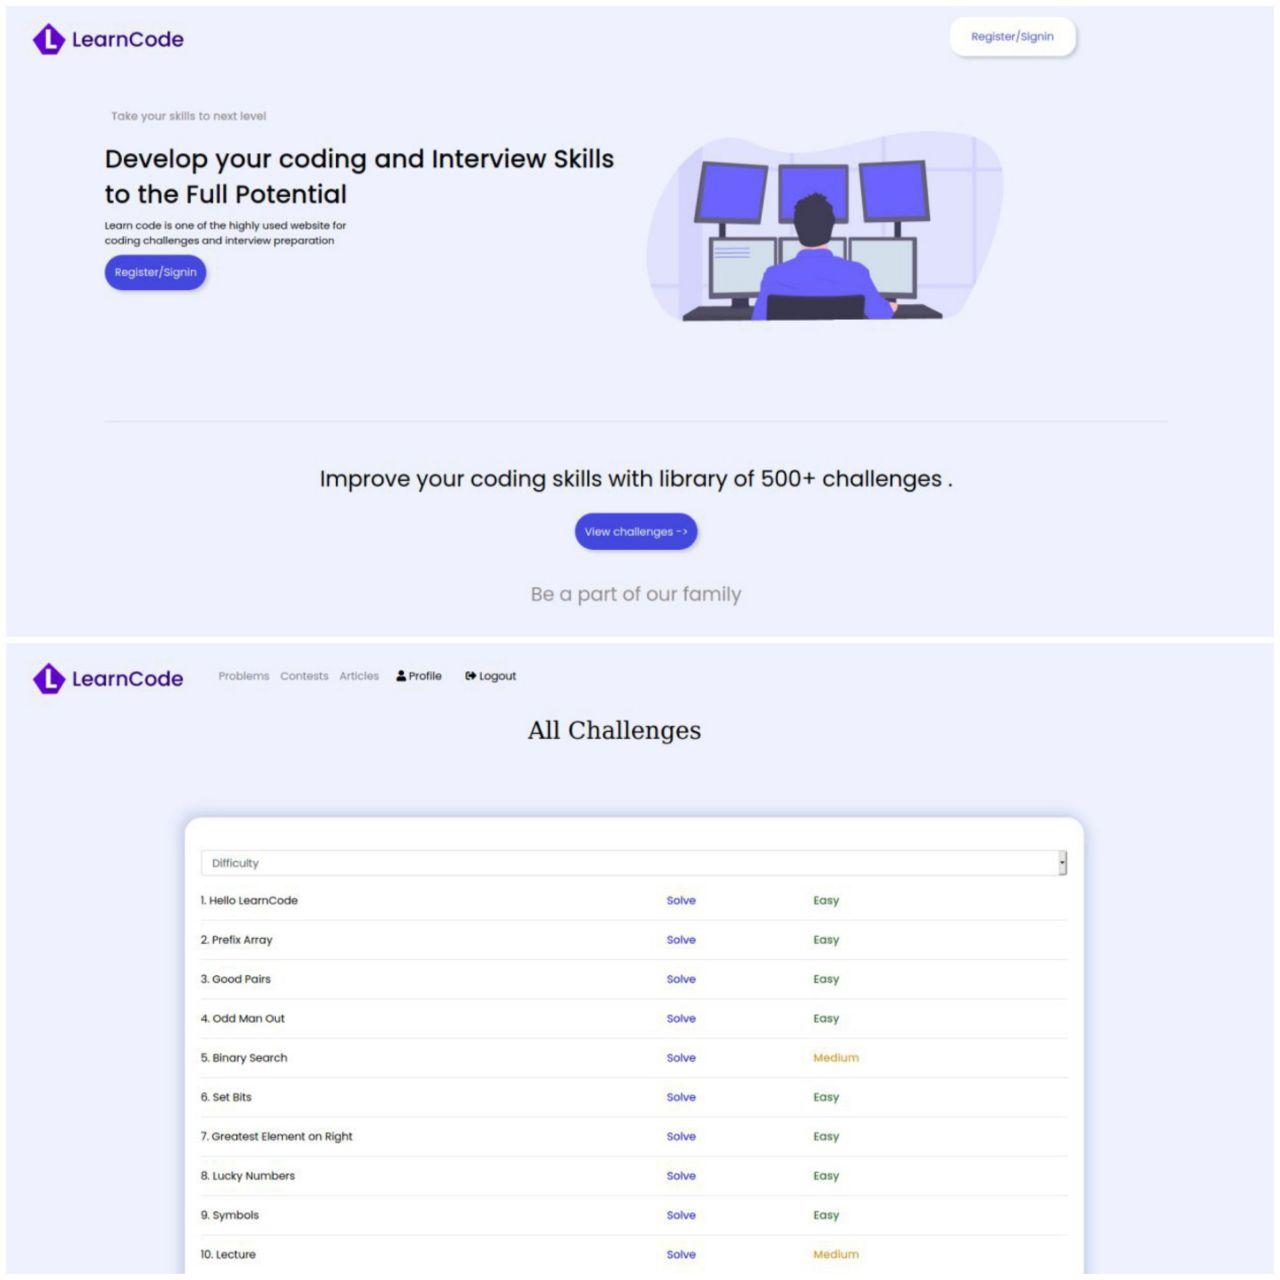 LearnCode
Register/Signin
Take your skills to next level
Develop your coding and Interview Skills
to the Full Potential
Learn code is one of the highly used website for
coding challenges and interview preparation
Register/Signin
Improve your coding skills with library of 500+ challenges .
View challenges ->
Be a part of our family
LearnCode Problems Contests Articles Profile Logout
All Challenges
Difficulty
1. Hello LearnCode Solve Easy
2. Prefix Array Solve Easy
3. Good Pairs Solve Easy
4. Odd Man Out Solve Easy
5. Binary Search Solve Medium
6. Set Bits Solve Easy
7. Greatest Element on Right Solve Easy
8. Lucky Numbers Solve Easy
9. Symbols Solve Easy
10. Lecture Solve Medium